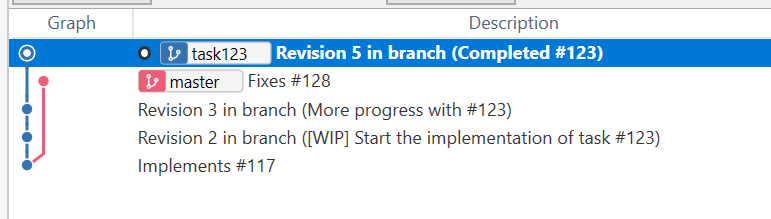 Graph Description
task123 Revision 5 in branch (Completed #123)
master Fixes #128
Revision 3 in branch (More progress with #123)
Revision 2 in branch ([WIP] Start the implementation of task #123)
Implements #117